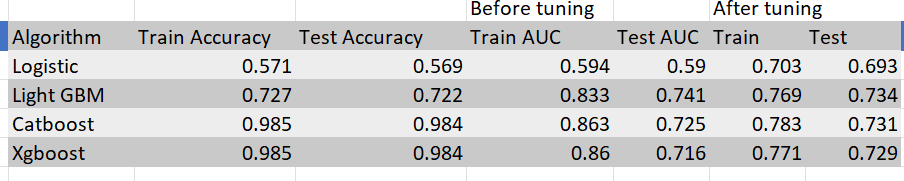 Before tuning After tuning
Algorithm Train Accuracy Test Accuracy Train AUC Test AUC Train Test
Logistic 0.571 0.569 0.594 0.59 0.703 0.693
Light GBM 0.727 0.722 0.833 0.741 0.769 0.734
Catboost 0.985 0.984 0.863 0.725 0.783 0.731
Xgboost 0.985 0.984 0.86 0.716 0.771 0.729